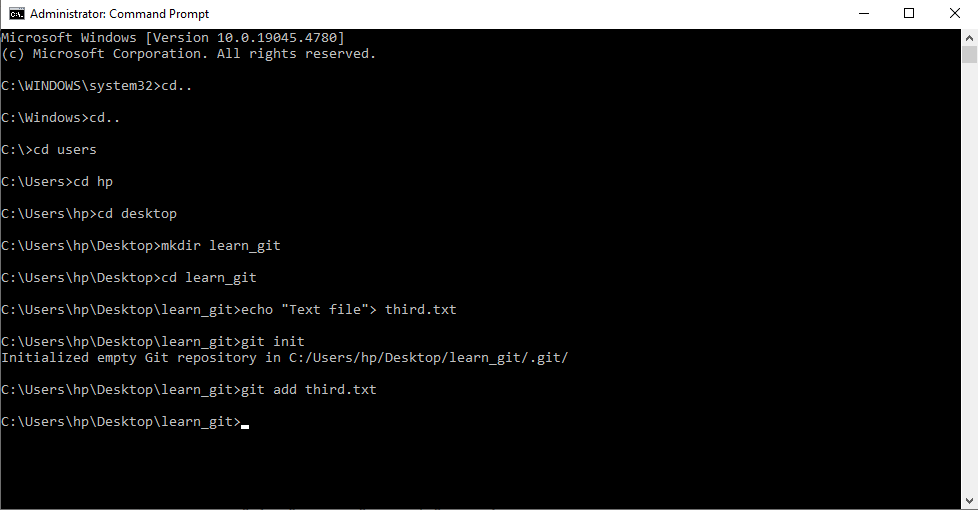 Administrator: Command Prompt
Microsoft Windows [Version 10.0.19045.4780]
(c) Microsoft Corporation. All rights reserved.
C:\WINDOWS\system32>cd..
C:\Windows>cd..
C:\>cd users
C:\Users>cd hp
C:\Users\hp>cd desktop
C:\Users\hp\Desktop>mkdir learn_git
C:\Users\hp\Desktop>cd learn_git
C:\Users\hp\Desktop\learn_git>echo "Text file"> third.txt
C:\Users\hp\Desktop\learn_git>git init
Initialized empty Git repository in C:/Users/hp/Desktop/learn_git/.git/
C:\Users\hp\Desktop\learn_git>git add third.txt
C:\Users\hp\Desktop\learn_git>